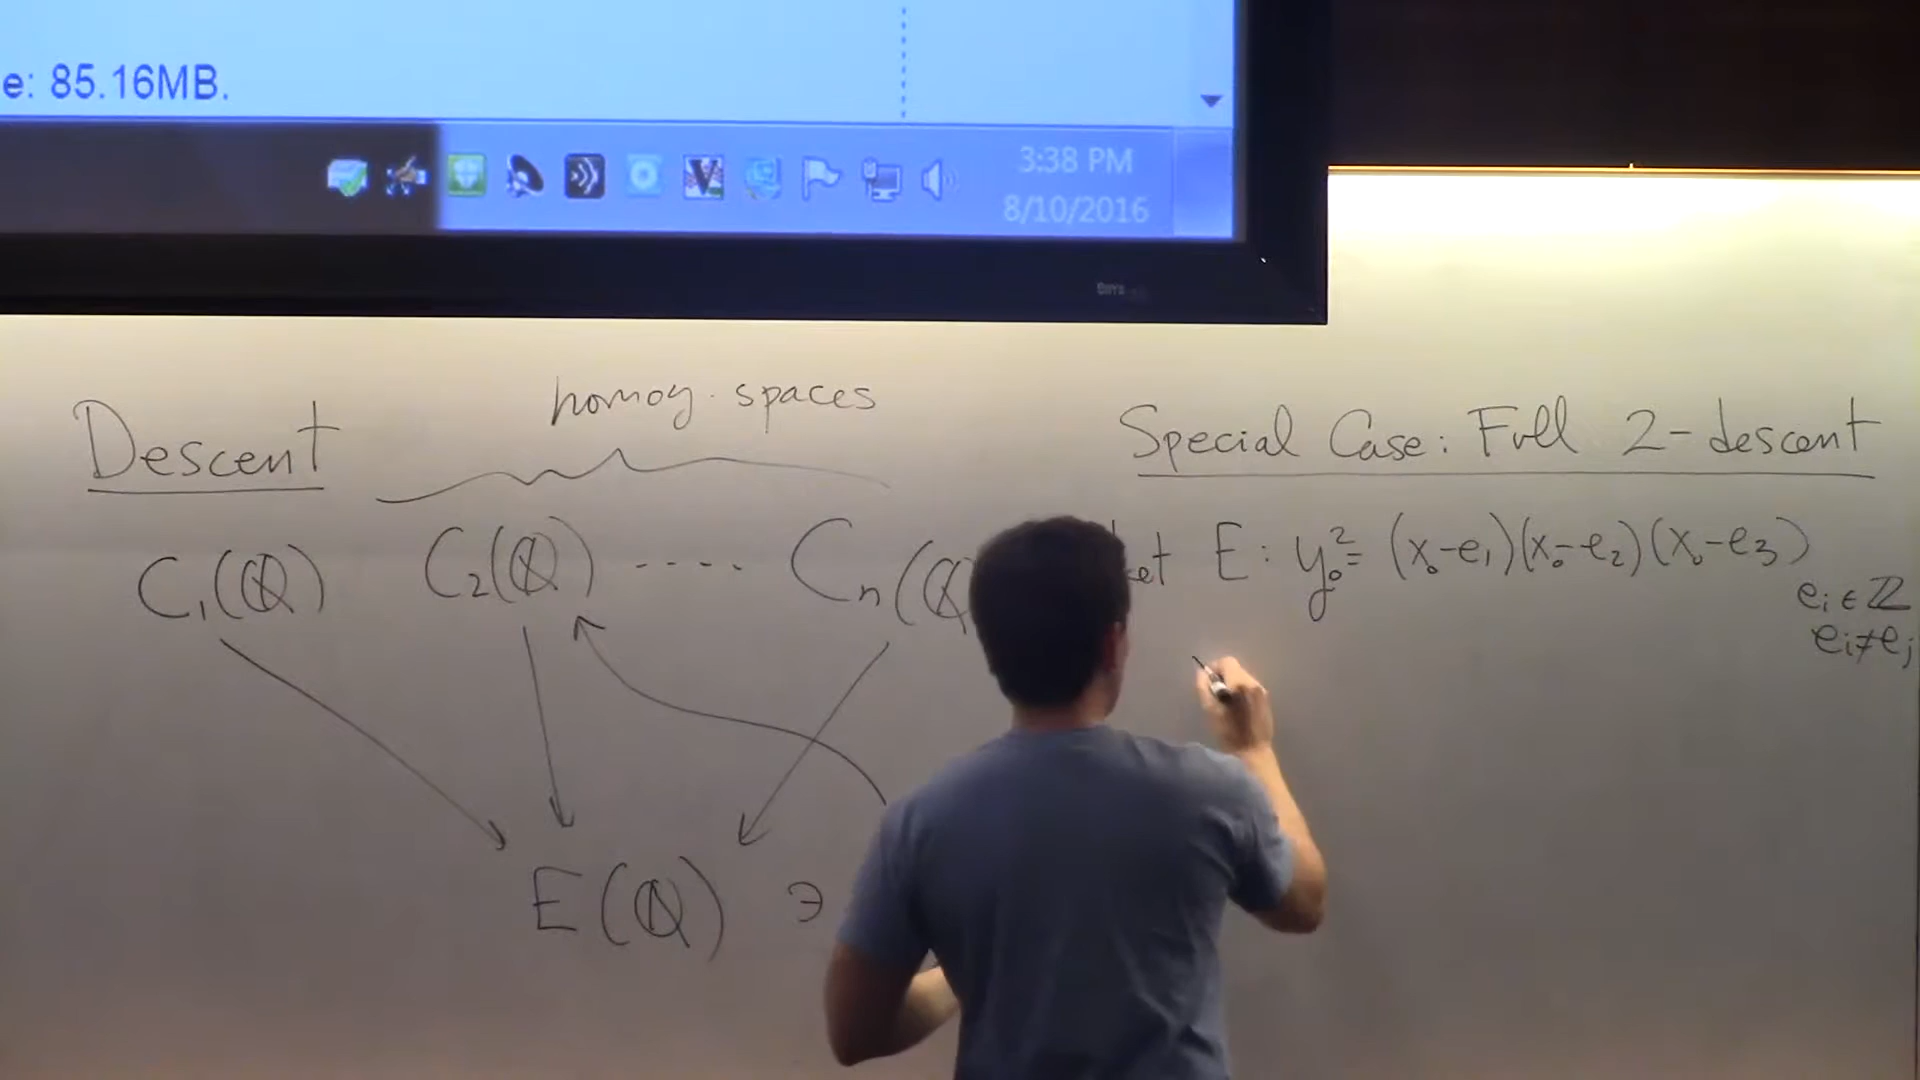 e: 85.16MB.
3:38 PM
8/10/2016
Descent
homog. spaces
C₁(ℚ) C₂(ℚ) ..... Cₙ(ℚ
E(ℚ) ∋
Special Case: Full 2-descent
Let E: y₀² = (x₀-e₁)(x₀-e₂)(x₀-e₃)
eᵢ ∈ ℤ
eᵢ ≠ eⱼ